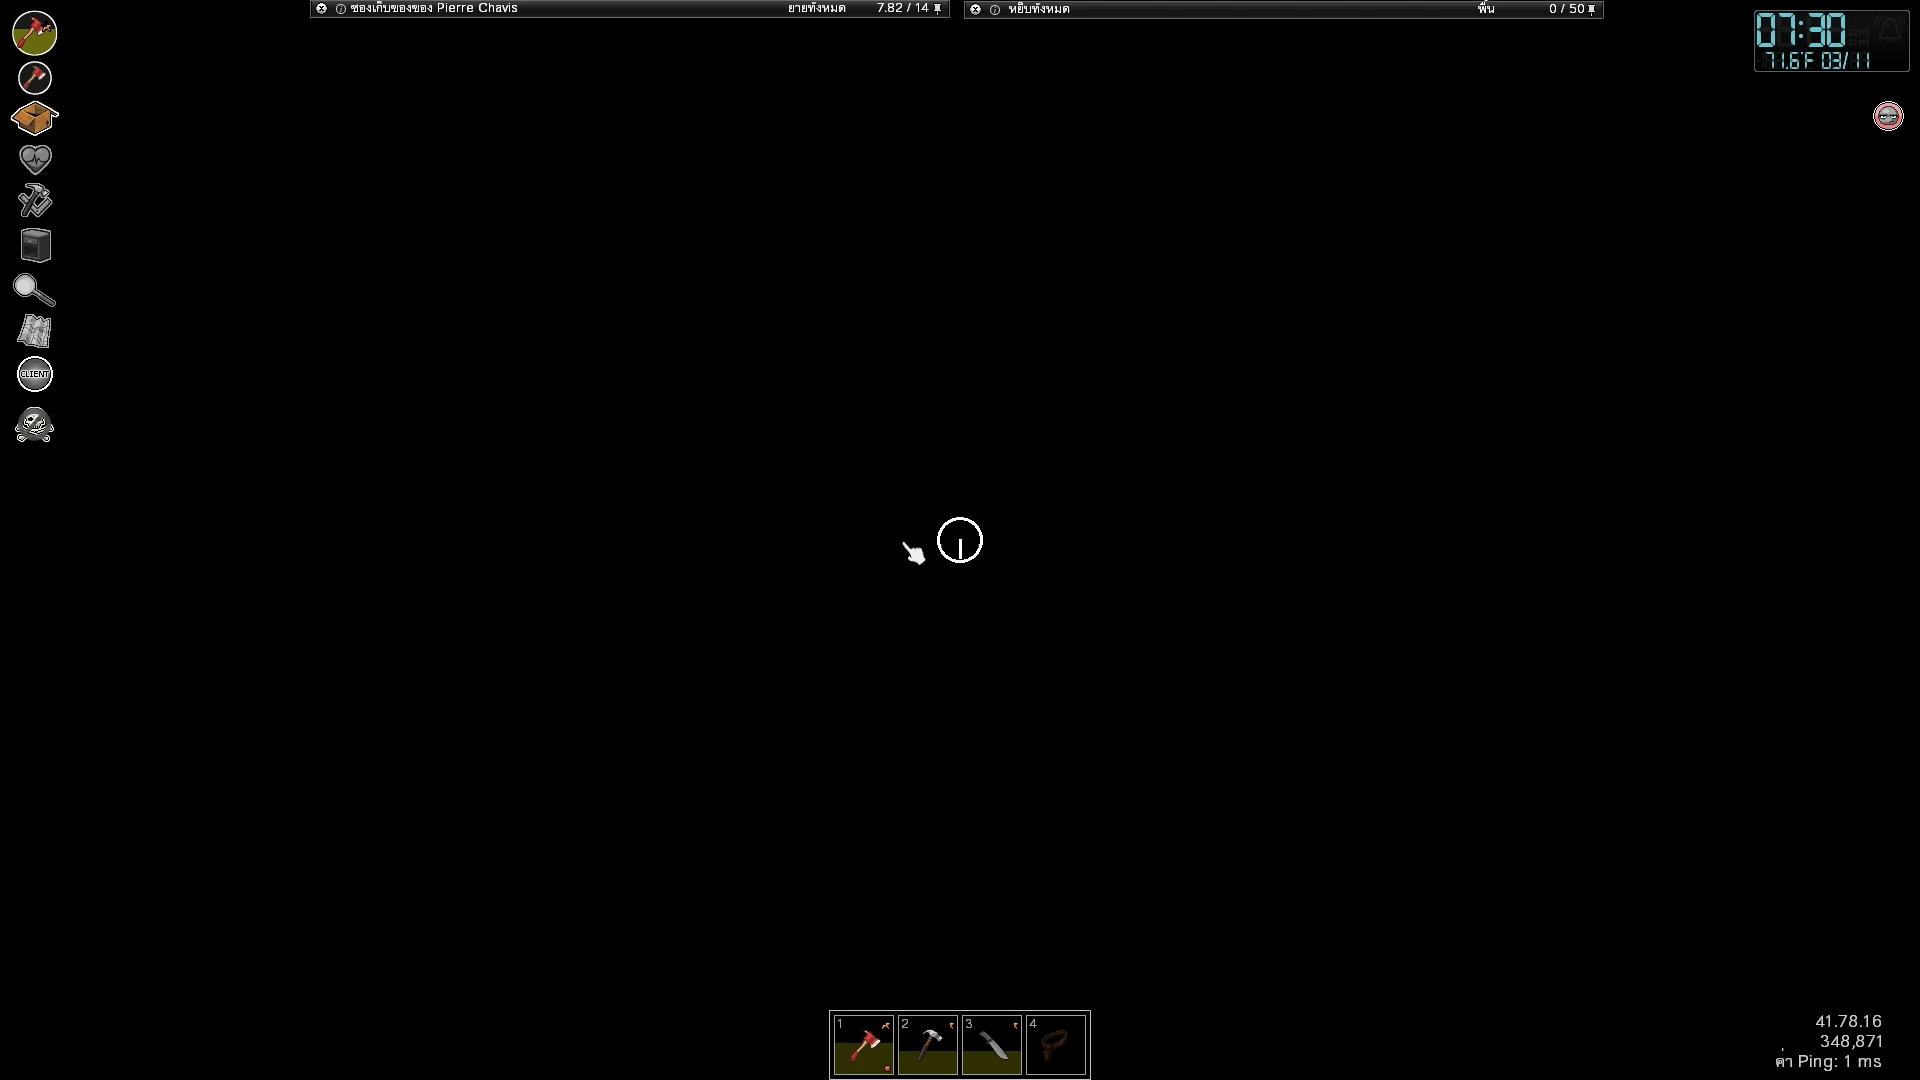 ซองเก็บของของ Pierre Chavis ย้ายทั้งหมด 7.82 / 14
หยิบทั้งหมด พื้น 0 / 50
07:30
71.6°F 03/11
CLIENT
1 2 3 4
41.78.16
348,871
ค่า Ping: 1 ms